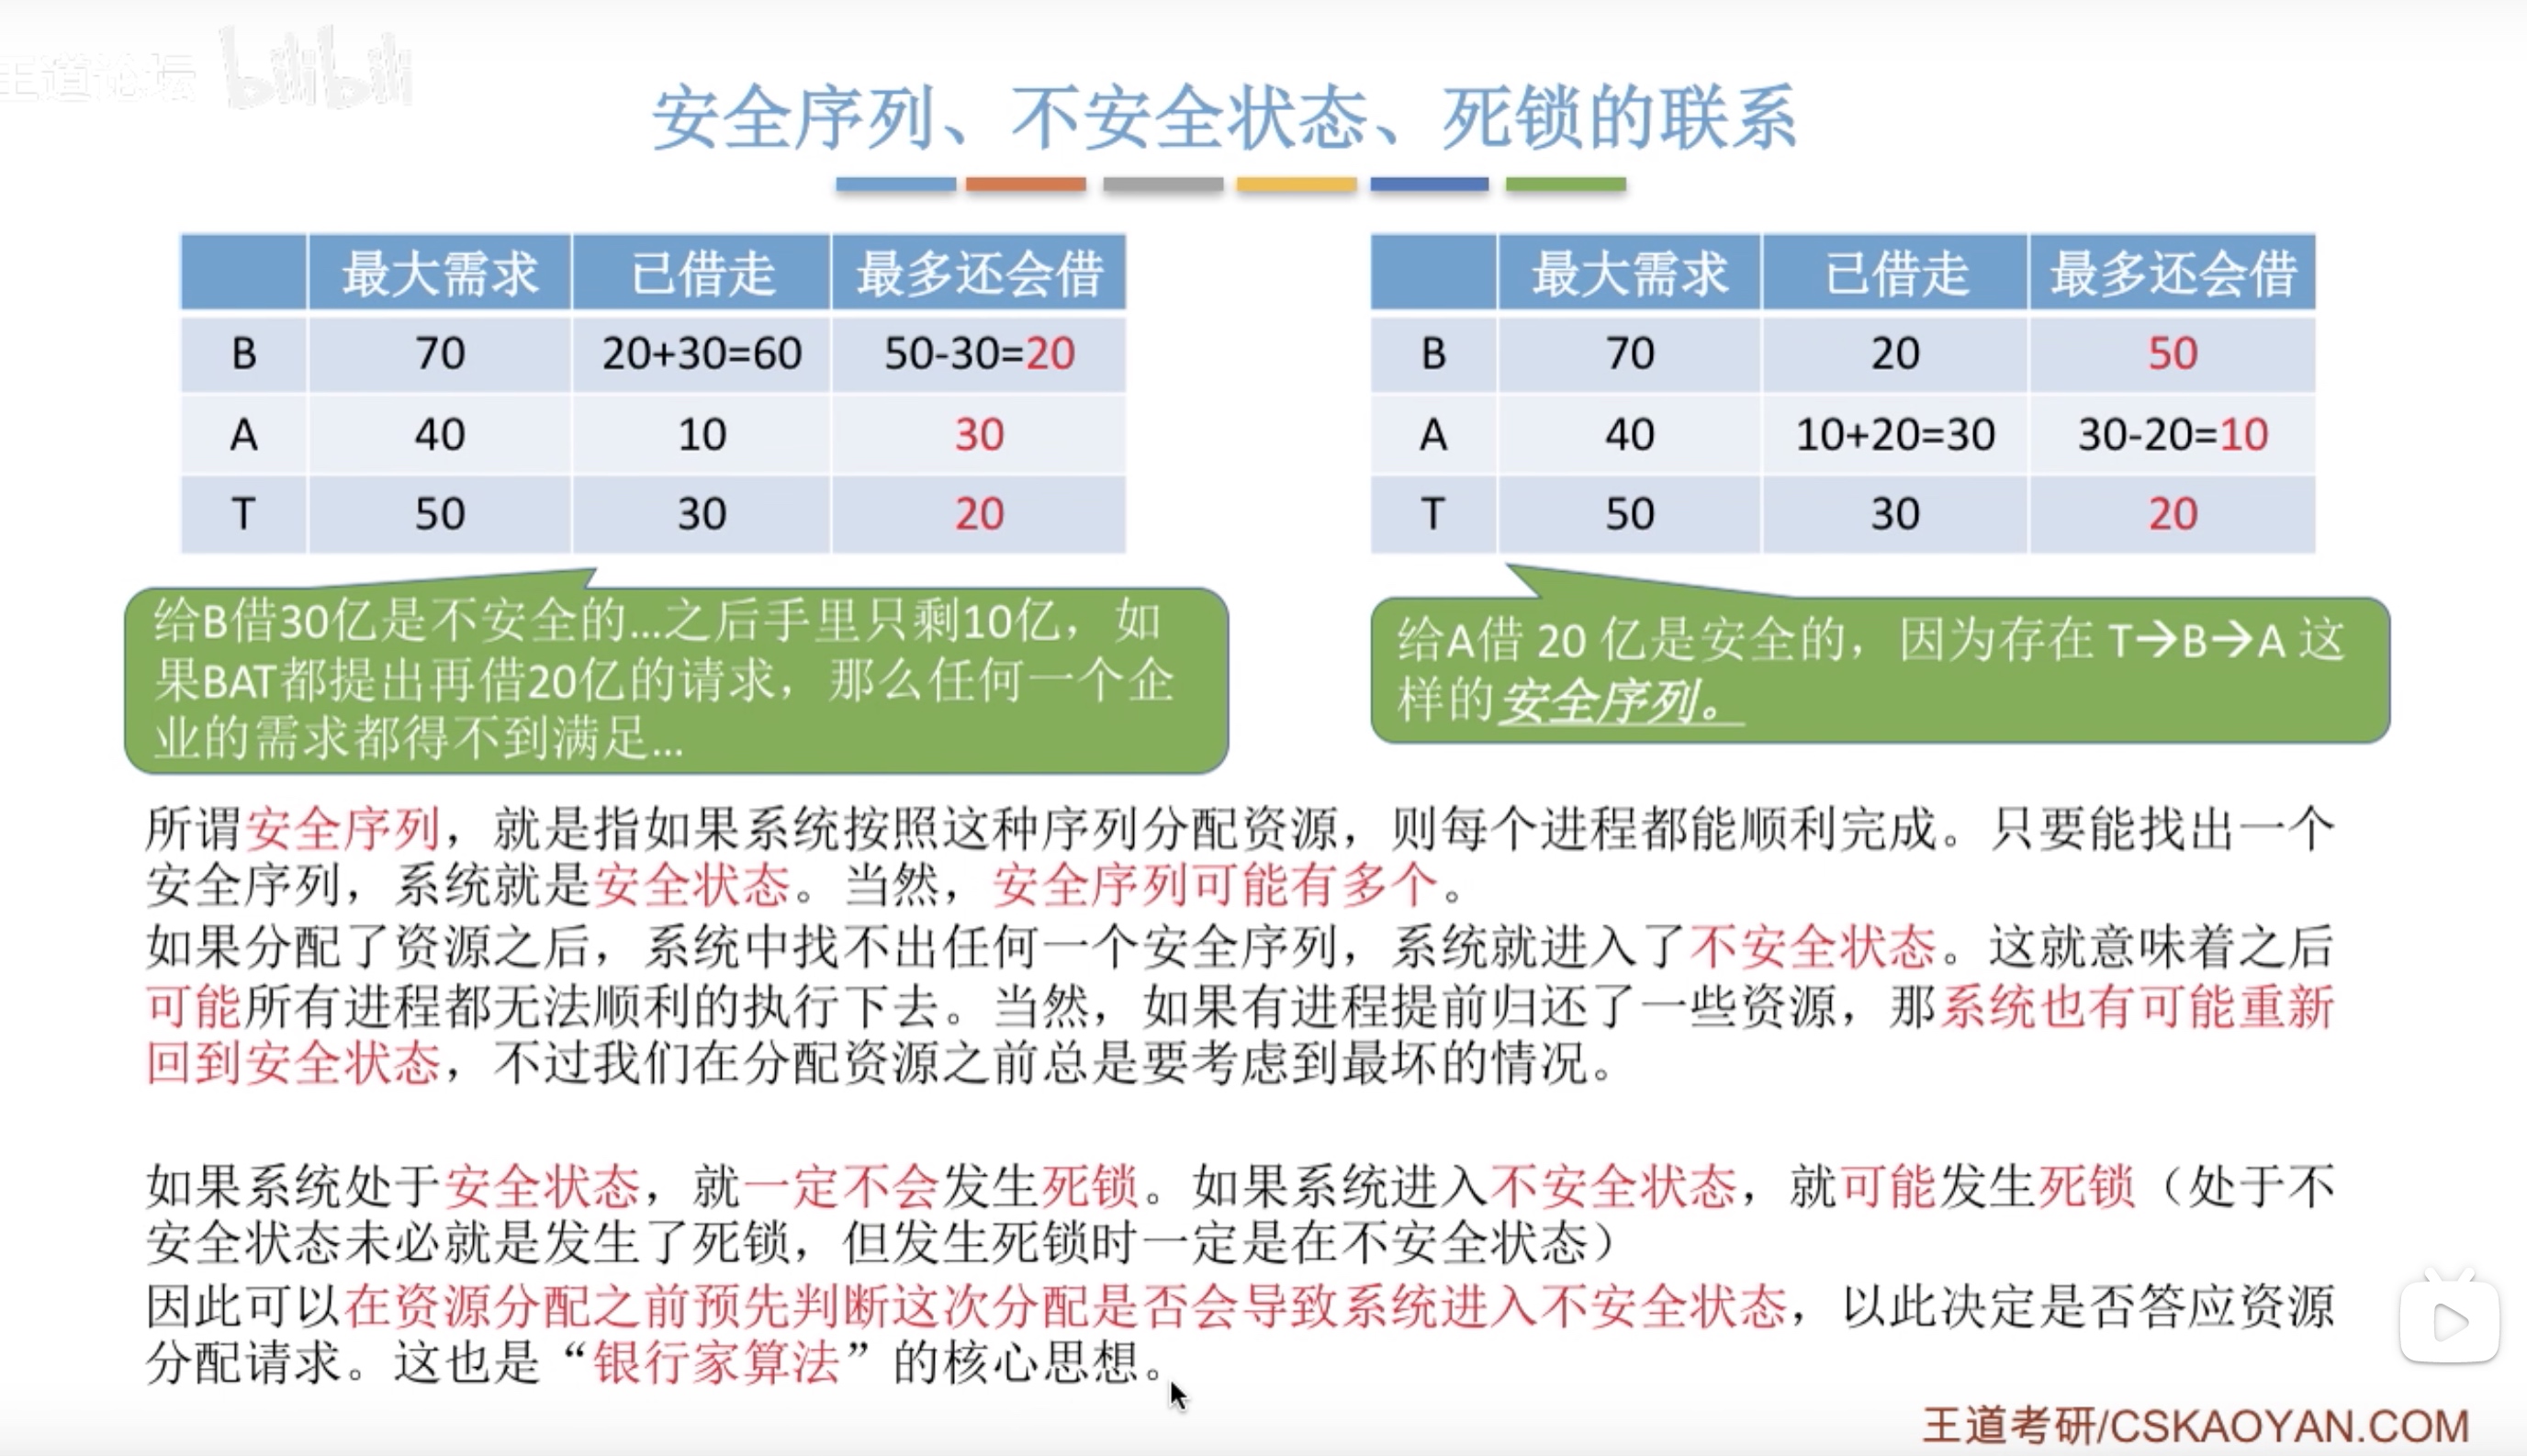 王道论坛 bilibili
安全序列、不安全状态、死锁的联系
最大需求 已借走 最多还会借
B 70 20+30=60 50-30=20
A 40 10 30
T 50 30 20
最大需求 已借走 最多还会借
B 70 20 50
A 40 10+20=30 30-20=10
T 50 30 20
给B借30亿是不安全的...之后手里只剩10亿，如
果BAT都提出再借20亿的请求，那么任何一个企
业的需求都得不到满足...
给A借 20 亿是安全的，因为存在 T→B→A 这
样的安全序列。
所谓安全序列，就是指如果系统按照这种序列分配资源，则每个进程都能顺利完成。只要能找出一个
安全序列，系统就是安全状态。当然，安全序列可能有多个。
如果分配了资源之后，系统中找不出任何一个安全序列，系统就进入了不安全状态。这就意味着之后
可能所有进程都无法顺利的执行下去。当然，如果有进程提前归还了一些资源，那系统也有可能重新
回到安全状态，不过我们在分配资源之前总是要考虑到最坏的情况。
如果系统处于安全状态，就一定不会发生死锁。如果系统进入不安全状态，就可能发生死锁（处于不
安全状态未必就是发生了死锁，但发生死锁时一定是在不安全状态）
因此可以在资源分配之前预先判断这次分配是否会导致系统进入不安全状态，以此决定是否答应资源
分配请求。这也是“银行家算法”的核心思想。
王道考研/CSKAOYAN.COM